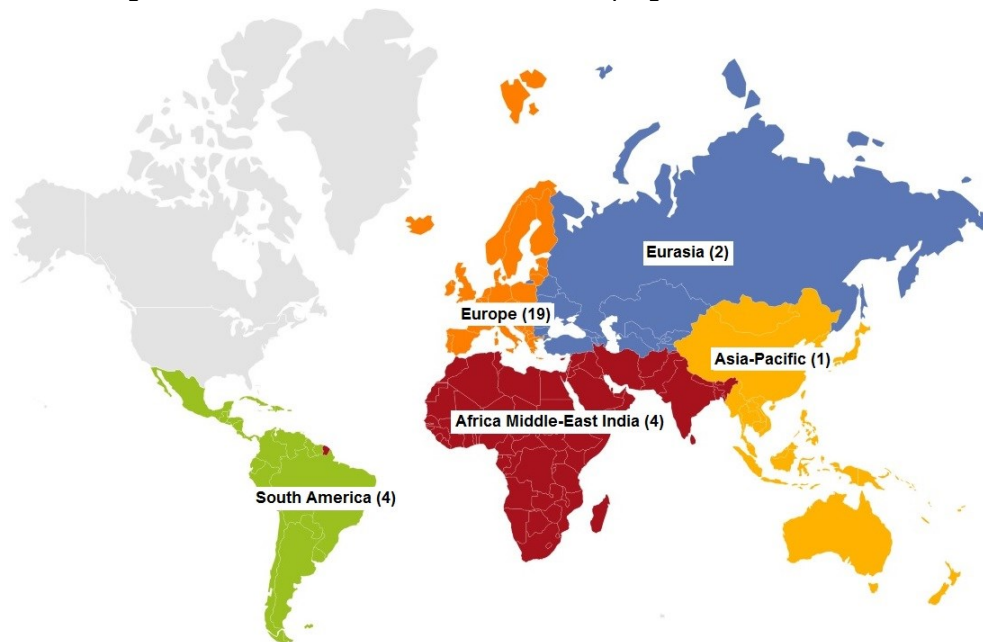 Eurasia (2)
Europe (19)
Asia-Pacific (1)
Africa Middle-East India (4)
South America (4)